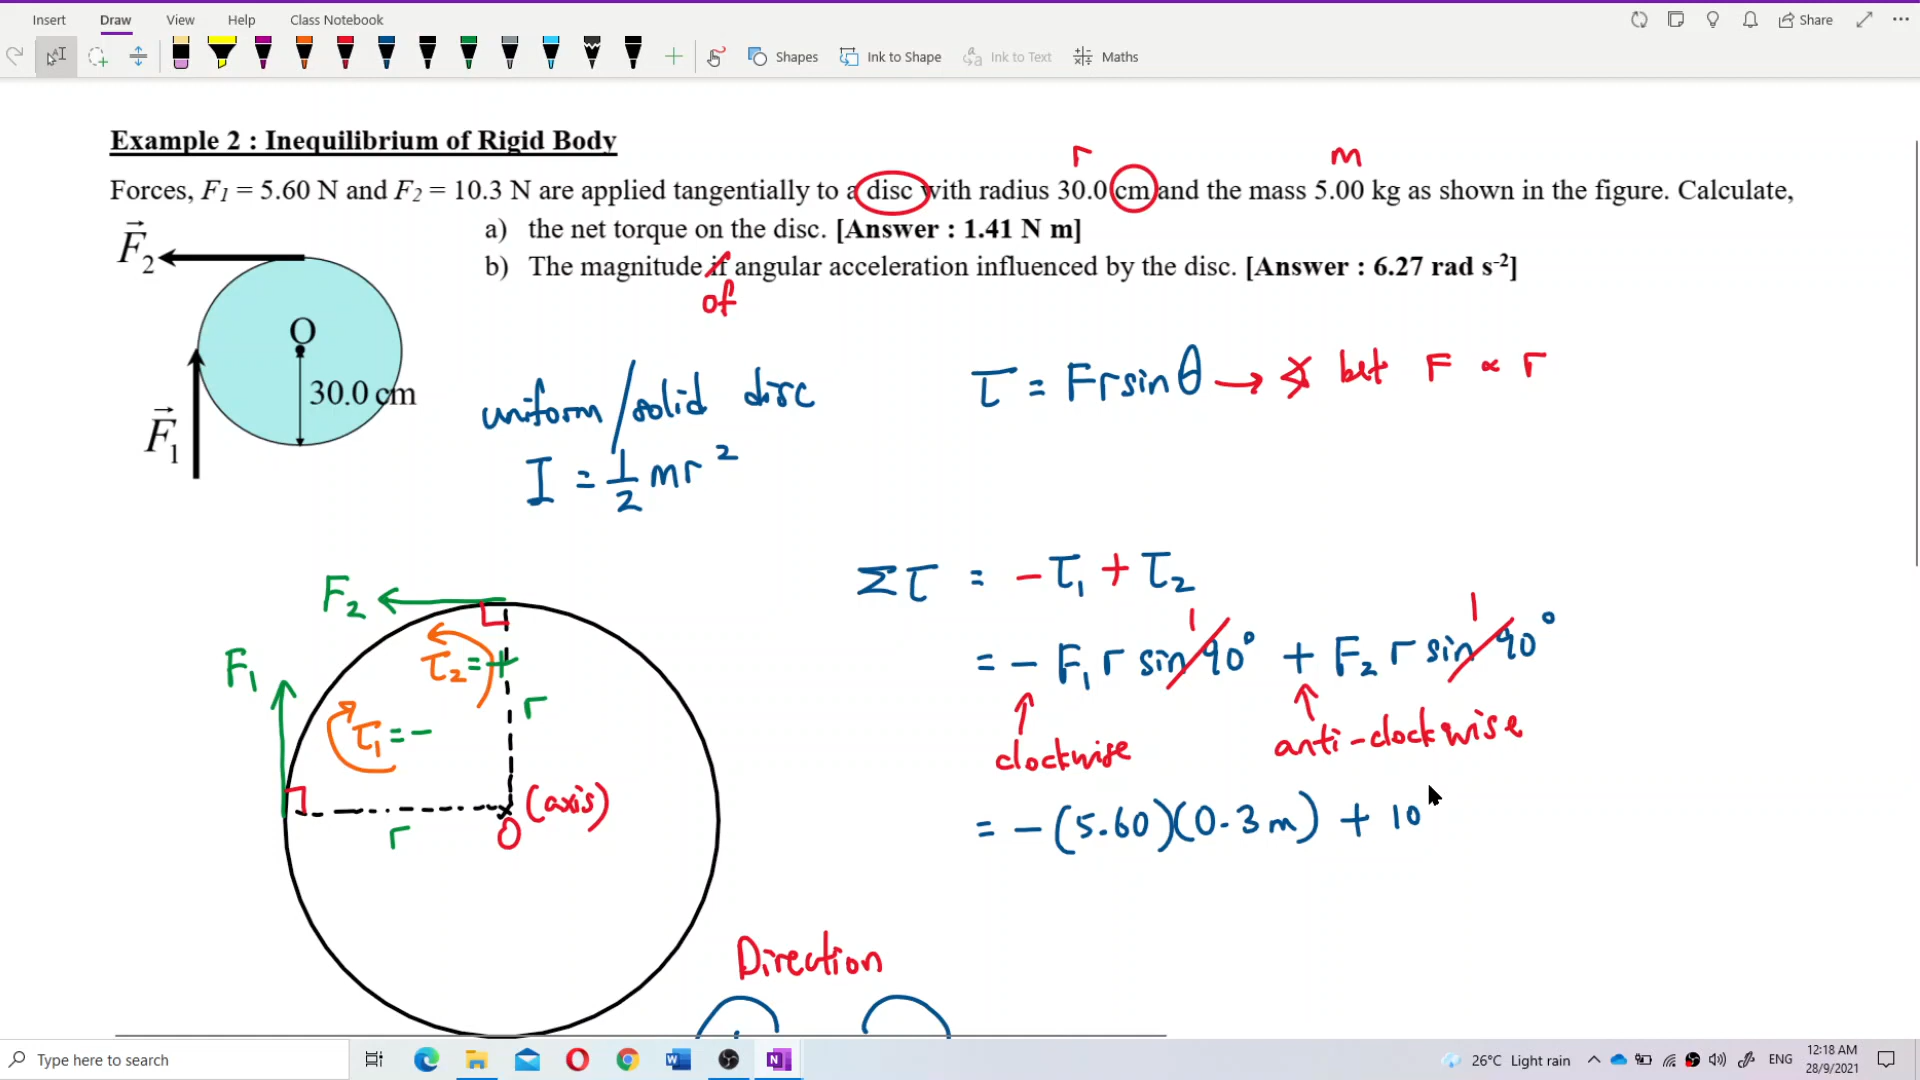 Insert Draw View Help Class Notebook Share
Shapes Ink to Shape Ink to Text Maths
Example 2 : Inequilibrium of Rigid Body
r m
Forces, F1 = 5.60 N and F2 = 10.3 N are applied tangentially to a disc with radius 30.0 cm and the mass 5.00 kg as shown in the figure. Calculate,
a) the net torque on the disc. [Answer : 1.41 N m]
b) The magnitude if angular acceleration influenced by the disc. [Answer : 6.27 rad s-2]
of
F2
O
30.0 cm
F1
uniform/solid disc
I = 1/2 mr²
τ = Fr sin θ → ∡ bet F ∝ r
Στ = -τ1 + τ2
= - F1 r sin 90° + F2 r sin 90°
1 1
clockwise anti-clockwise
= - (5.60)(0.3 m) + 10
F2
F1
τ2 = +
r
τ1 = -
O (axis)
r
Direction
Type here to search
26°C Light rain ENG 12:18 AM
28/9/2021